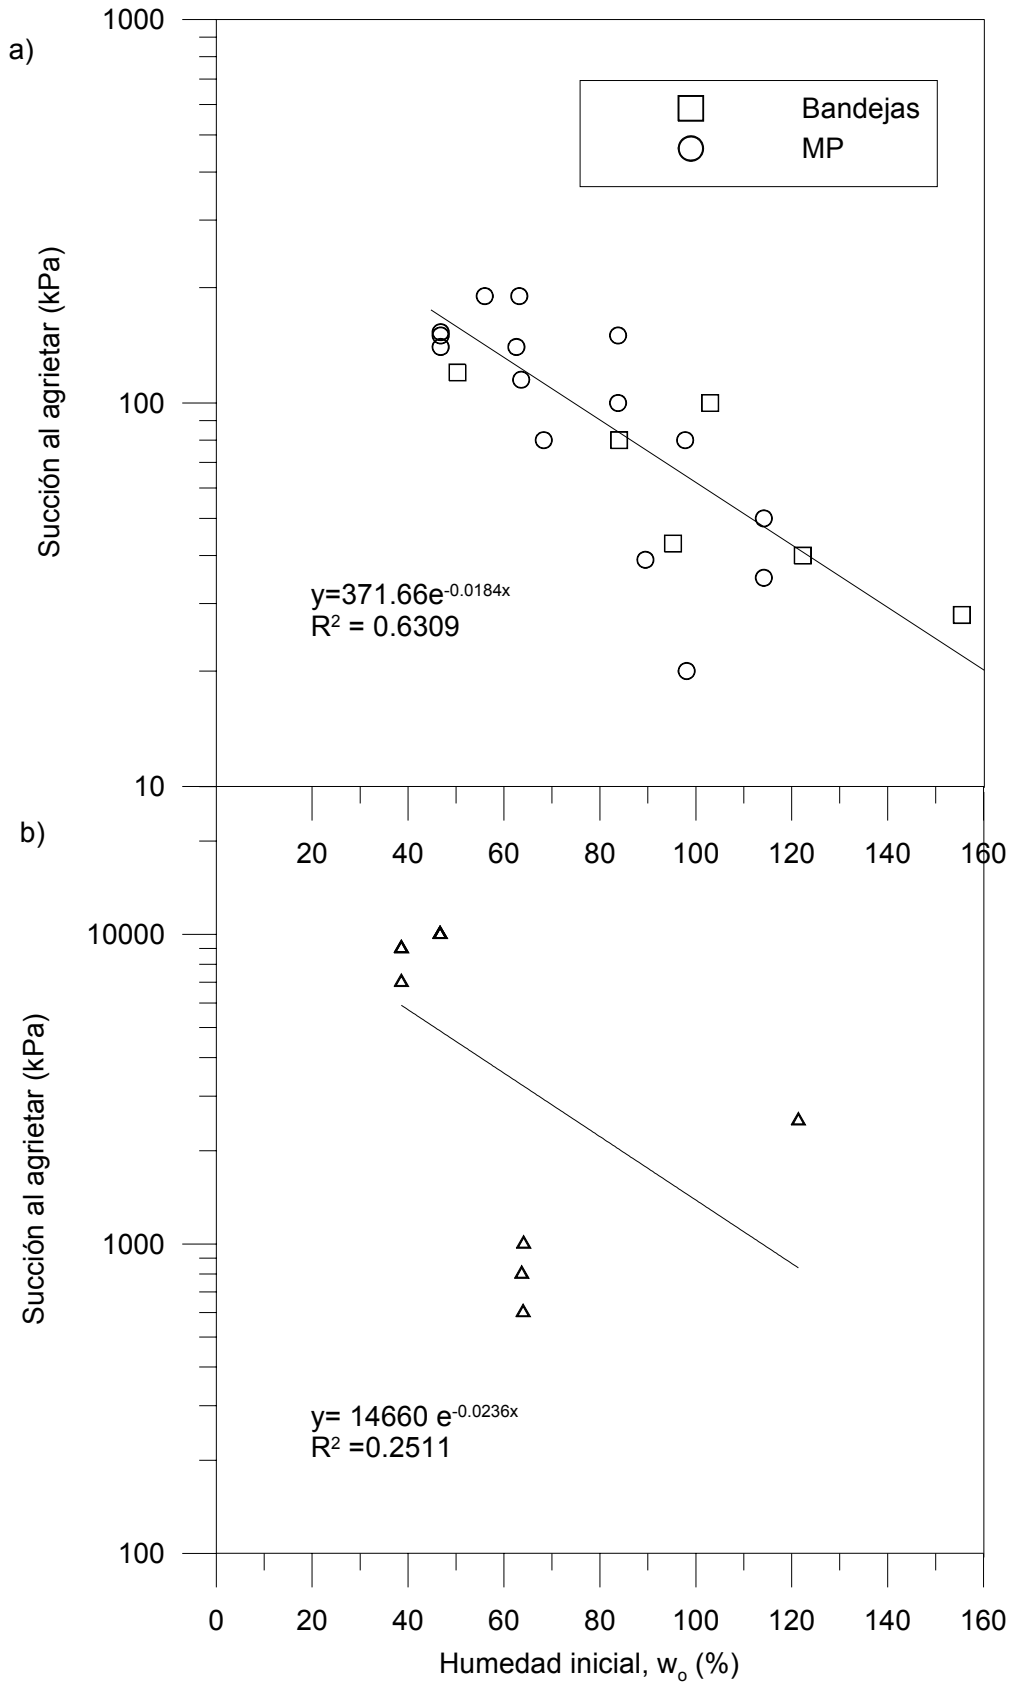 a)
1000
100
10
Succión al agrietar (kPa)
Bandejas
MP
y=371.66e-0.0184x
R2 = 0.6309
20 40 60 80 100 120 140 160
b)
10000
1000
100
Succión al agrietar (kPa)
y= 14660 e-0.0236x
R2 =0.2511
0 20 40 60 80 100 120 140 160
Humedad inicial, wo (%)